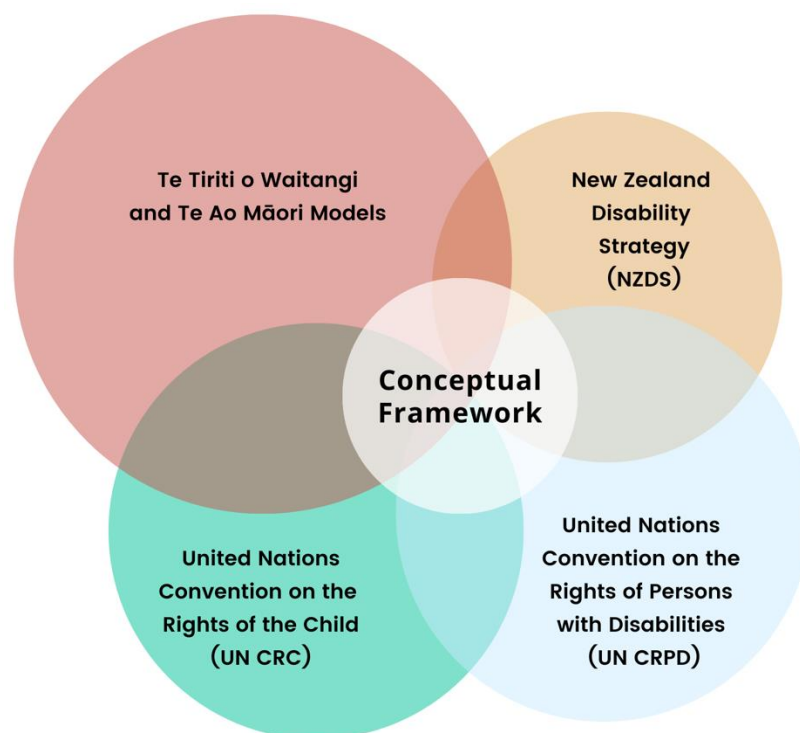 Te Tiriti o Waitangi
and Te Ao Māori Models
New Zealand
Disability
Strategy
(NZDS)
Conceptual
Framework
United Nations
Convention on the
Rights of the Child
(UN CRC)
United Nations
Convention on the
Rights of Persons
with Disabilities
(UN CRPD)